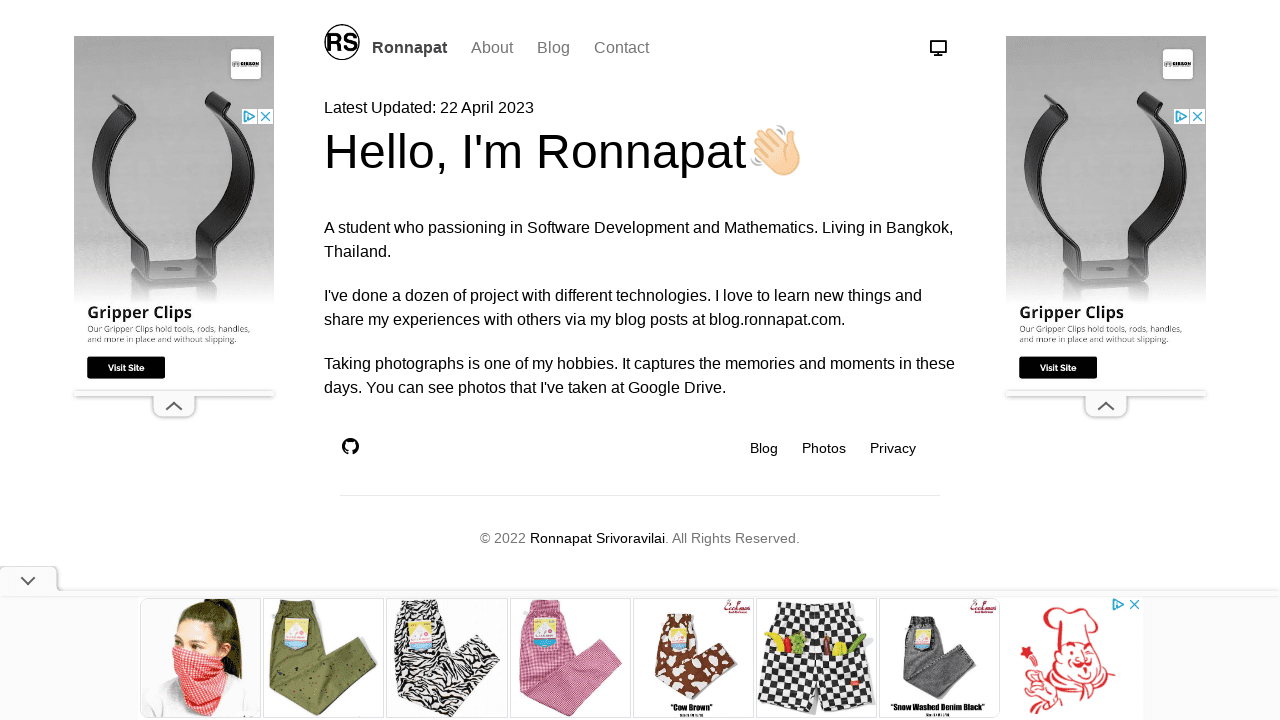 RS
Ronnapat About Blog Contact
Latest Updated: 22 April 2023
Hello, I'm Ronnapat
A student who passioning in Software Development and Mathematics. Living in Bangkok,
Thailand.
I've done a dozen of project with different technologies. I love to learn new things and
share my experiences with others via my blog posts at blog.ronnapat.com.
Taking photographs is one of my hobbies. It captures the memories and moments in these
days. You can see photos that I've taken at Google Drive.
Blog Photos Privacy
© 2022 Ronnapat Srivoravilai. All Rights Reserved.
GIBSON
Gripper Clips
Our Gripper Clips hold tools, rods, handles,
and more in place and without slipping.
Visit Site
GIBSON
Gripper Clips
Our Gripper Clips hold tools, rods, handles,
and more in place and without slipping.
Visit Site
Cookman
"Cow Brown"
Cookman
"Snow Washed Denim Black"